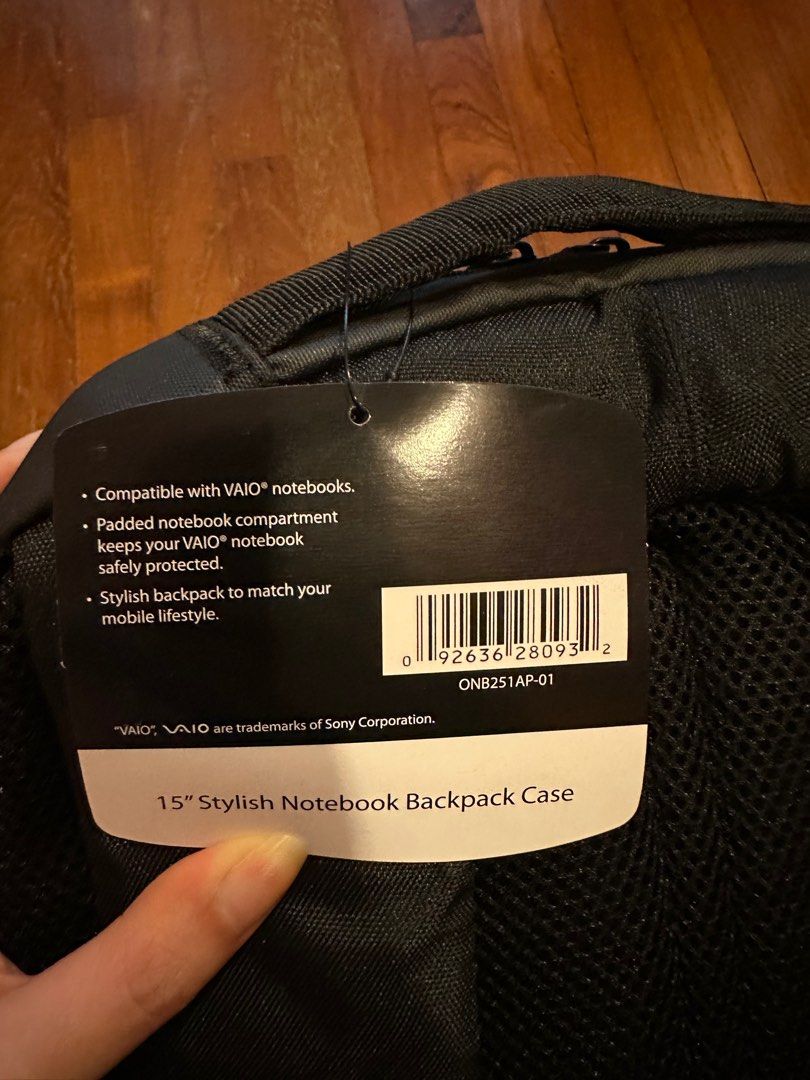 • Compatible with VAIO® notebooks.
• Padded notebook compartment
keeps your VAIO® notebook
safely protected.
• Stylish backpack to match your
mobile lifestyle.
0 92636 28093 2
ONB251AP-01
"VAIO", VAIO are trademarks of Sony Corporation.
15" Stylish Notebook Backpack Case